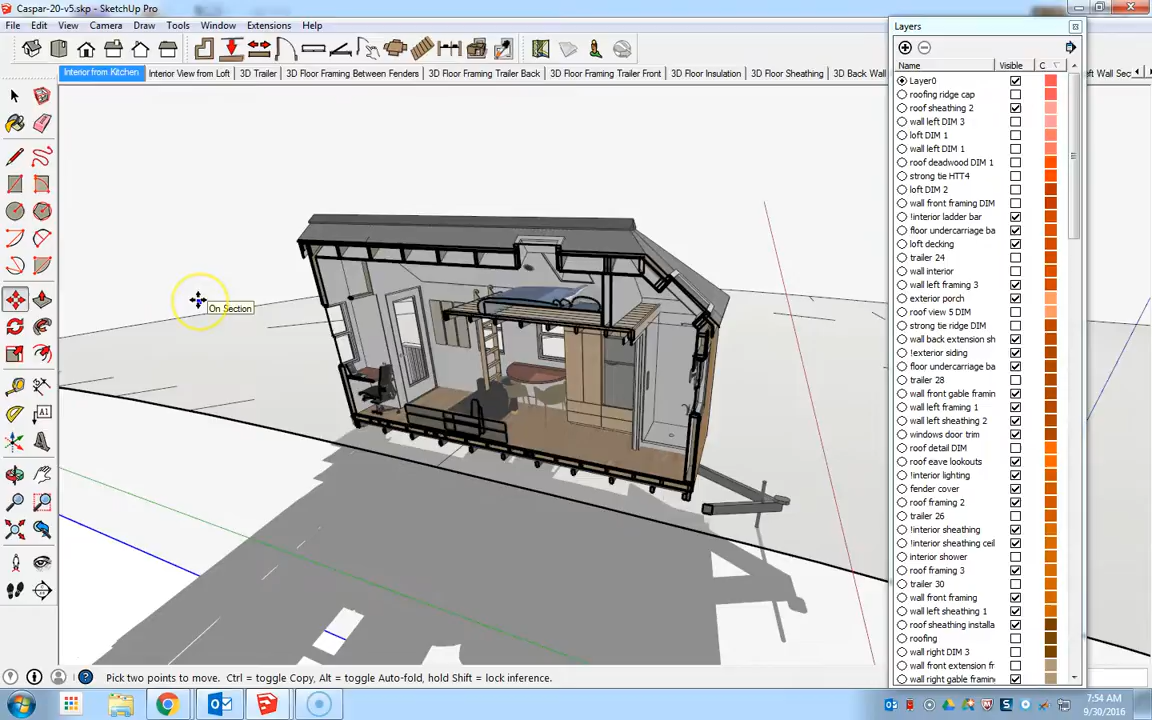 Caspar-20-v5.skp - SketchUp Pro
File Edit View Camera Draw Tools Window Extensions Help
Interior from Kitchen Interior View from Loft 3D Trailer 3D Floor Framing Between Fenders 3D Floor Framing Trailer Back 3D Floor Framing Trailer Front 3D Floor Insulation 3D Floor Sheathing 3D Back Wall Left Wall Sec
On Section
A1
Layers
Name Visible C
Layer0
roofing ridge cap
roof sheathing 2
wall left DIM 3
loft DIM 1
wall left DIM 1
roof deadwood DIM 1
strong tie HTT4
loft DIM 2
wall front framing DIM
!interior ladder bar
floor undercarriage ba
loft decking
trailer 24
wall interior
wall left framing 3
exterior porch
roof view 5 DIM
strong tie ridge DIM
wall back extension sh
!exterior siding
floor undercarriage ba
trailer 28
wall front gable framin
wall left framing 1
wall left sheathing 2
windows door trim
roof detail DIM
roof eave lookouts
!interior lighting
fender cover
roof framing 2
trailer 26
!interior sheathing
!interior sheathing ceil
interior shower
roof framing 3
trailer 30
wall front framing
wall left sheathing 1
roof sheathing installa
roofing
wall right DIM 3
wall front extension fr
wall right gable framin
Pick two points to move. Ctrl = toggle Copy, Alt = toggle Auto-fold, hold Shift = lock inference.
7:54 AM
9/30/2016